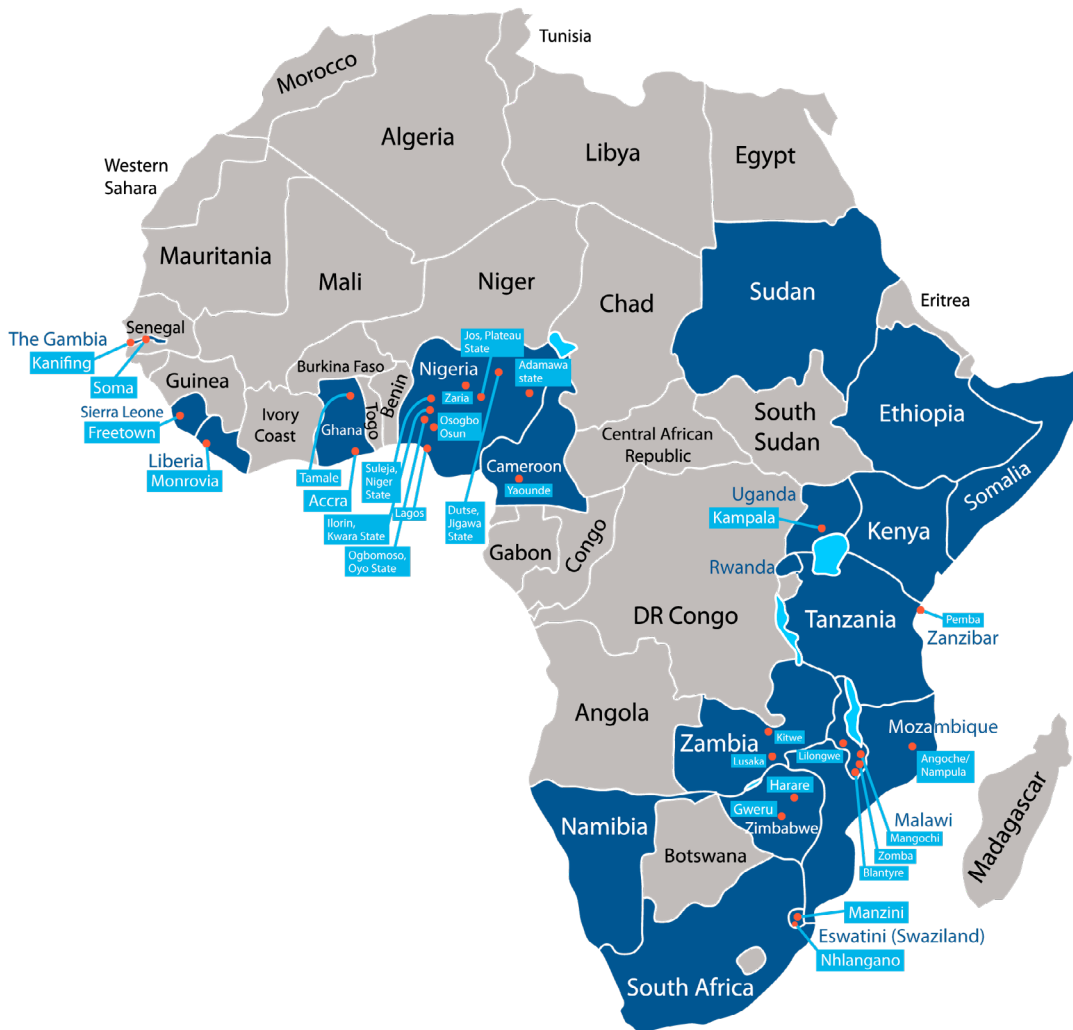 Tunisia
Morocco
Algeria
Libya
Egypt
Western
Sahara
Mauritania
Mali
Niger
Chad
Sudan
Eritrea
Senegal
The Gambia
Kanifing
Soma
Guinea
Sierra Leone
Freetown
Liberia
Monrovia
Ivory
Coast
Burkina Faso
Ghana
Togo
Benin
Tamale
Accra
Nigeria
Zaria
Jos, Plateau
State
Adamawa
state
Osogbo
Osun
Suleja,
Niger
State
Ilorin,
Kwara State
Lagos
Ogbomoso,
Oyo State
Dutse,
Jigawa
State
Cameroon
Yaounde
Central African
Republic
South
Sudan
Ethiopia
Somalia
Uganda
Kampala
Kenya
Rwanda
Gabon
Congo
DR Congo
Tanzania
Pemba
Zanzibar
Angola
Zambia
Kitwe
Lusaka
Lilongwe
Mozambique
Angoche/
Nampula
Harare
Gweru
Zimbabwe
Malawi
Mangochi
Zomba
Blantyre
Namibia
Botswana
Madagascar
Manzini
Eswatini (Swaziland)
Nhlangano
South Africa